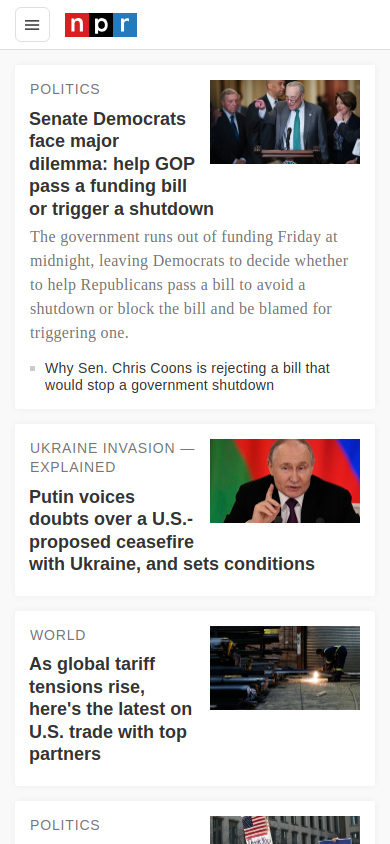 npr
POLITICS
Senate Democrats
face major
dilemma: help GOP
pass a funding bill
or trigger a shutdown
The government runs out of funding Friday at
midnight, leaving Democrats to decide whether
to help Republicans pass a bill to avoid a
shutdown or block the bill and be blamed for
triggering one.
Why Sen. Chris Coons is rejecting a bill that
would stop a government shutdown
UKRAINE INVASION —
EXPLAINED
Putin voices
doubts over a U.S.-
proposed ceasefire
with Ukraine, and sets conditions
WORLD
As global tariff
tensions rise,
here's the latest on
U.S. trade with top
partners
POLITICS